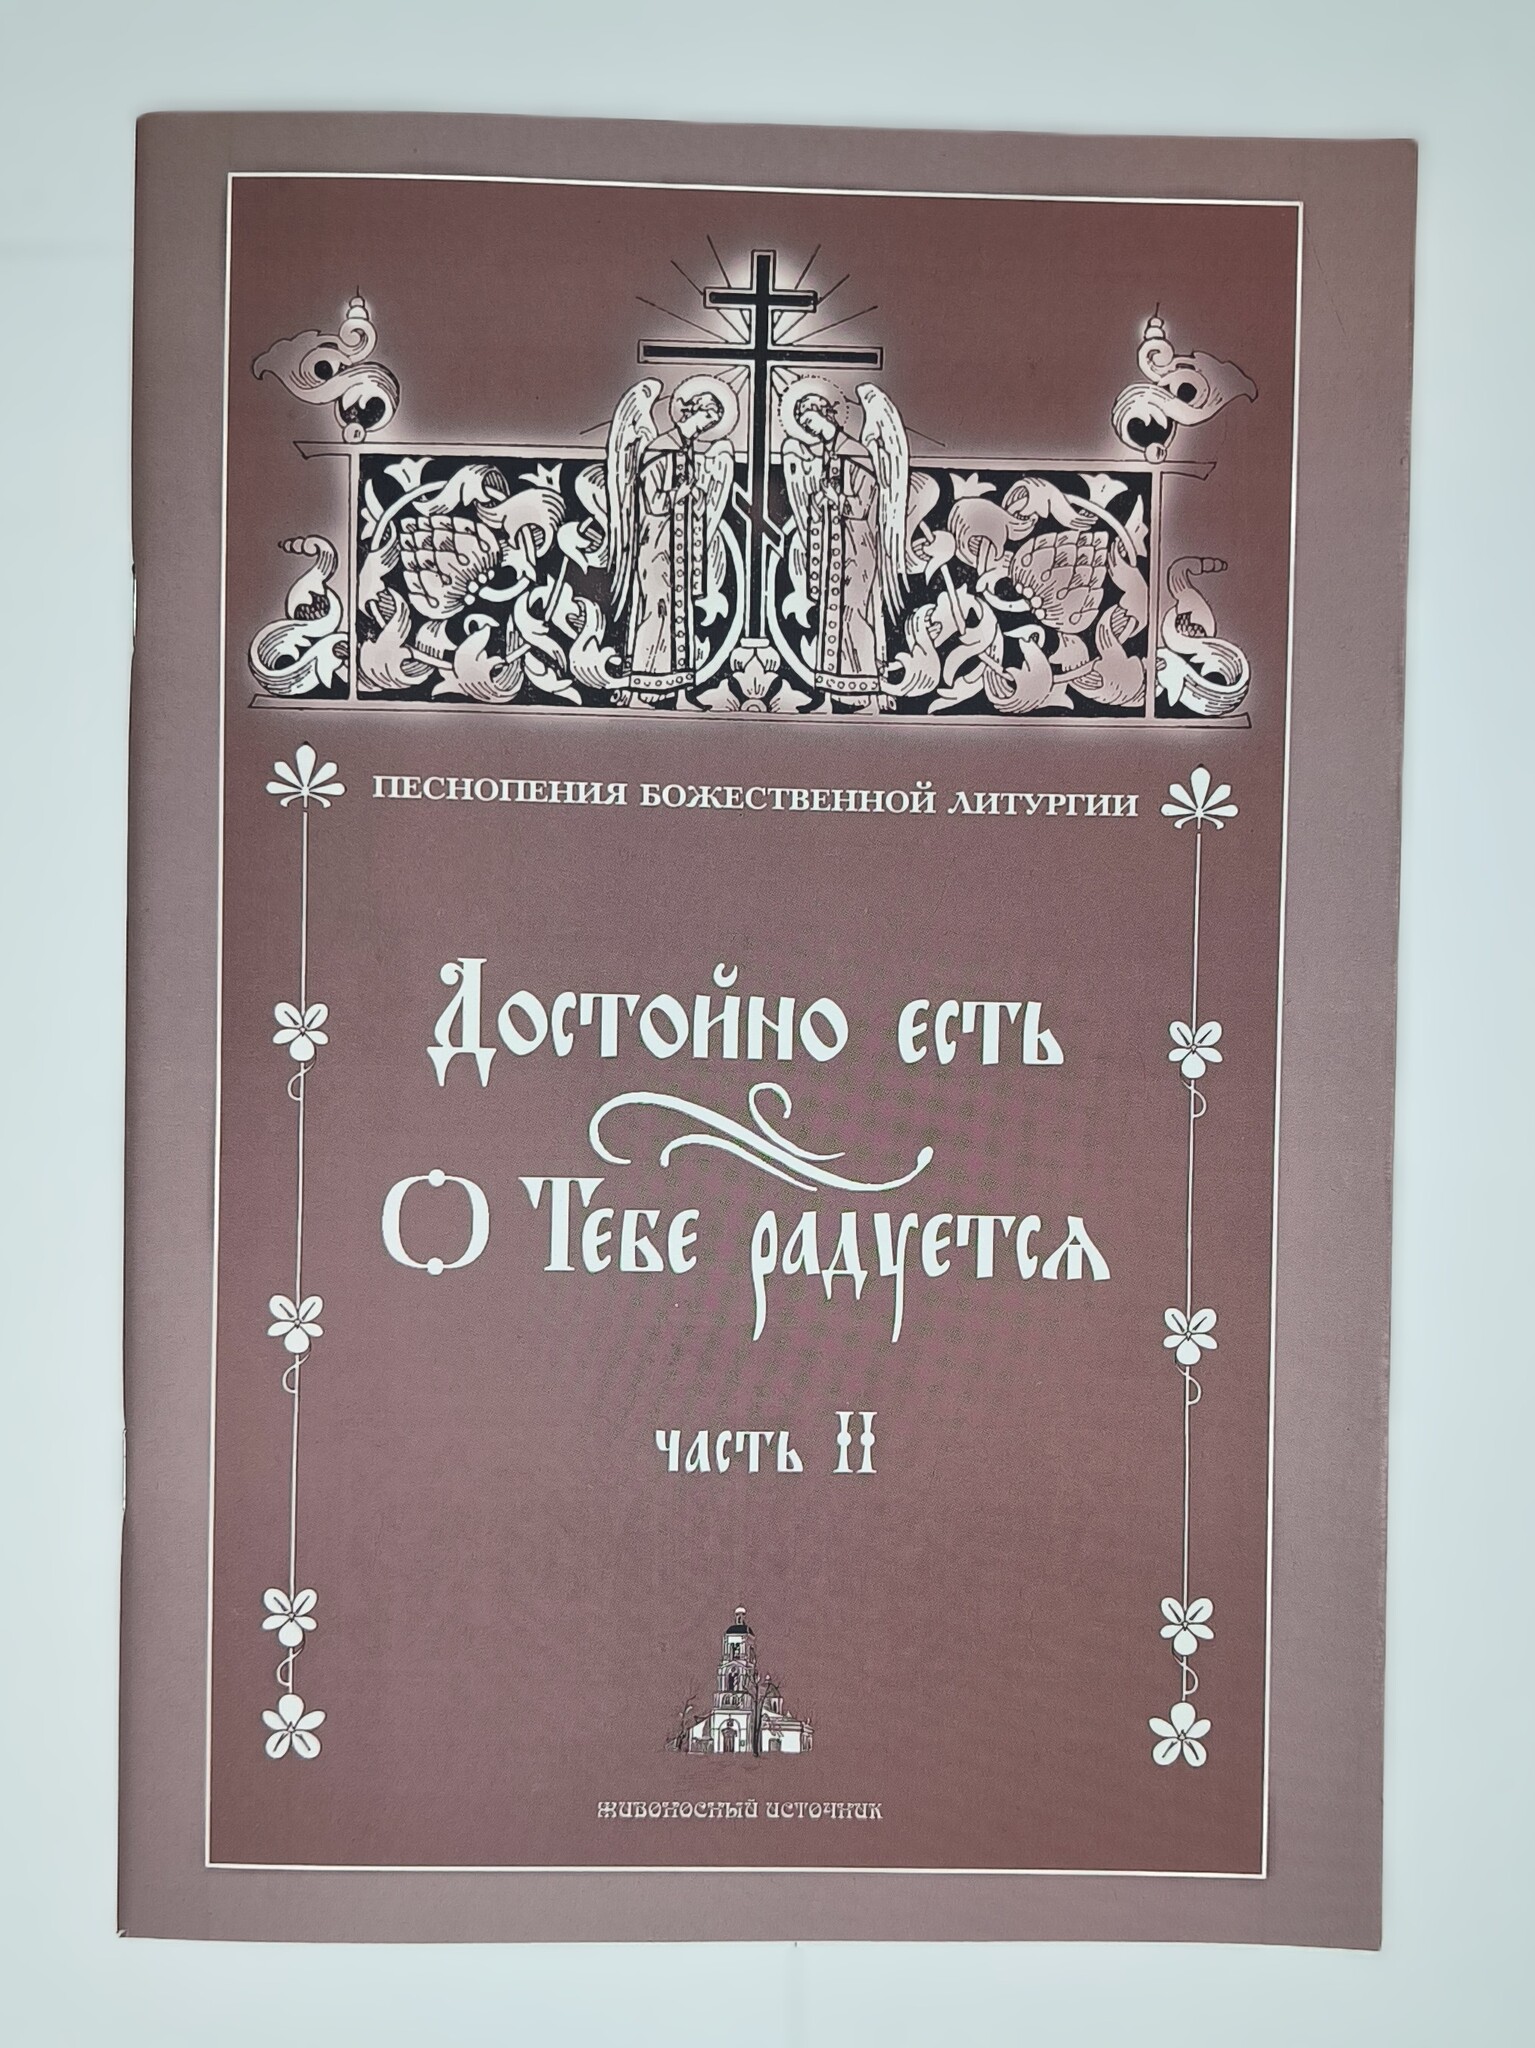 ПЕСНОПЕНИЯ БОЖЕСТВЕННОЙ ЛИТУРГИИ
Достойно есть
О Тебе радуется
часть II
ЖИВОНОСНЫЙ ИСТОЧНИК